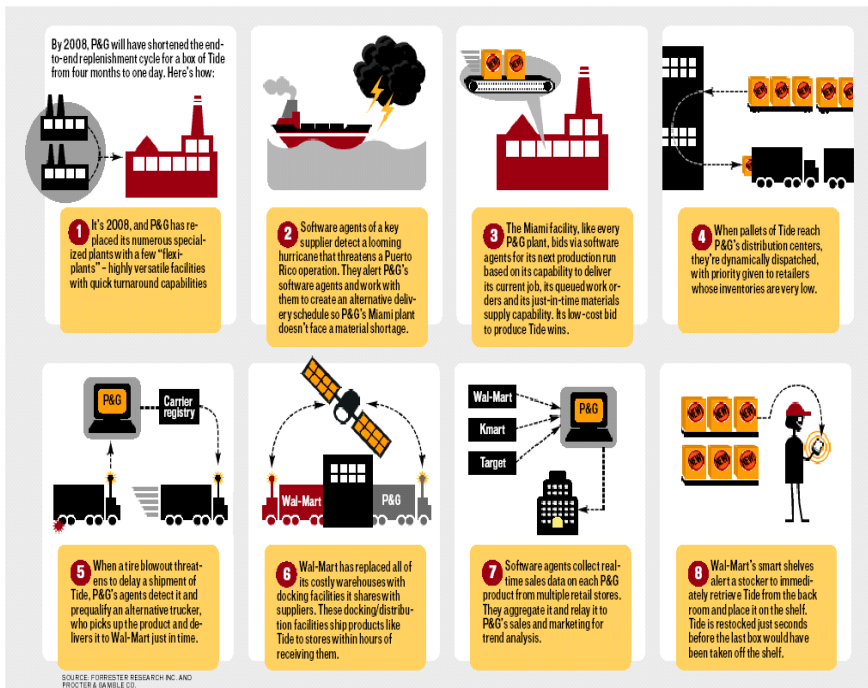 By 2008, P&G will have shortened the end-
to-end replenishment cycle for a box of Tide
from four months to one day. Here's how:
1 It's 2008, and P&G has re-
placed its numerous special-
ized plants with a few "flexi-
plants" – highly versatile facilities
with quick turnaround capabilities
2 Software agents of a key
supplier detect a looming
hurricane that threatens a Puerto
Rico operation. They alert P&G's
software agents and work with
them to create an alternative deliv-
ery schedule so P&G's Miami plant
doesn't face a material shortage.
NEW!
NEW!
3 The Miami facility, like every
P&G plant, bids via software
agents for its next production run
based on its capability to deliver
its current job, its queued work or-
ders and its just-in-time materials
supply capability. Its low-cost bid
to produce Tide wins.
NEW! NEW! NEW! NEW! NEW!
4 When pallets of Tide reach
P&G's distribution centers,
they're dynamically dispatched,
with priority given to retailers
whose inventories are very low.
P&G
Carrier
registry
5 When a tire blowout threat-
ens to delay a shipment of
Tide, P&G's agents detect it and
prequalify an alternative trucker,
who picks up the product and de-
livers it to Wal-Mart just in time.
Wal-Mart
P&G
6 Wal-Mart has replaced all of
its costly warehouses with
docking facilities it shares with
suppliers. These docking/distribu-
tion facilities ship products like
Tide to stores within hours of
receiving them.
Wal-Mart
Kmart
Target
P&G
7 Software agents collect real-
time sales data on each P&G
product from multiple retail stores.
They aggregate it and relay it to
P&G's sales and marketing for
trend analysis.
NEW! NEW! NEW!
NEW! NEW! NEW!
8 Wal-Mart's smart shelves
alert a stocker to immedi-
ately retrieve Tide from the back
room and place it on the shelf.
Tide is restocked just seconds
before the last box would have
been taken off the shelf.
SOURCE: FORRESTER RESEARCH INC. AND
PROCTER & GAMBLE CO.